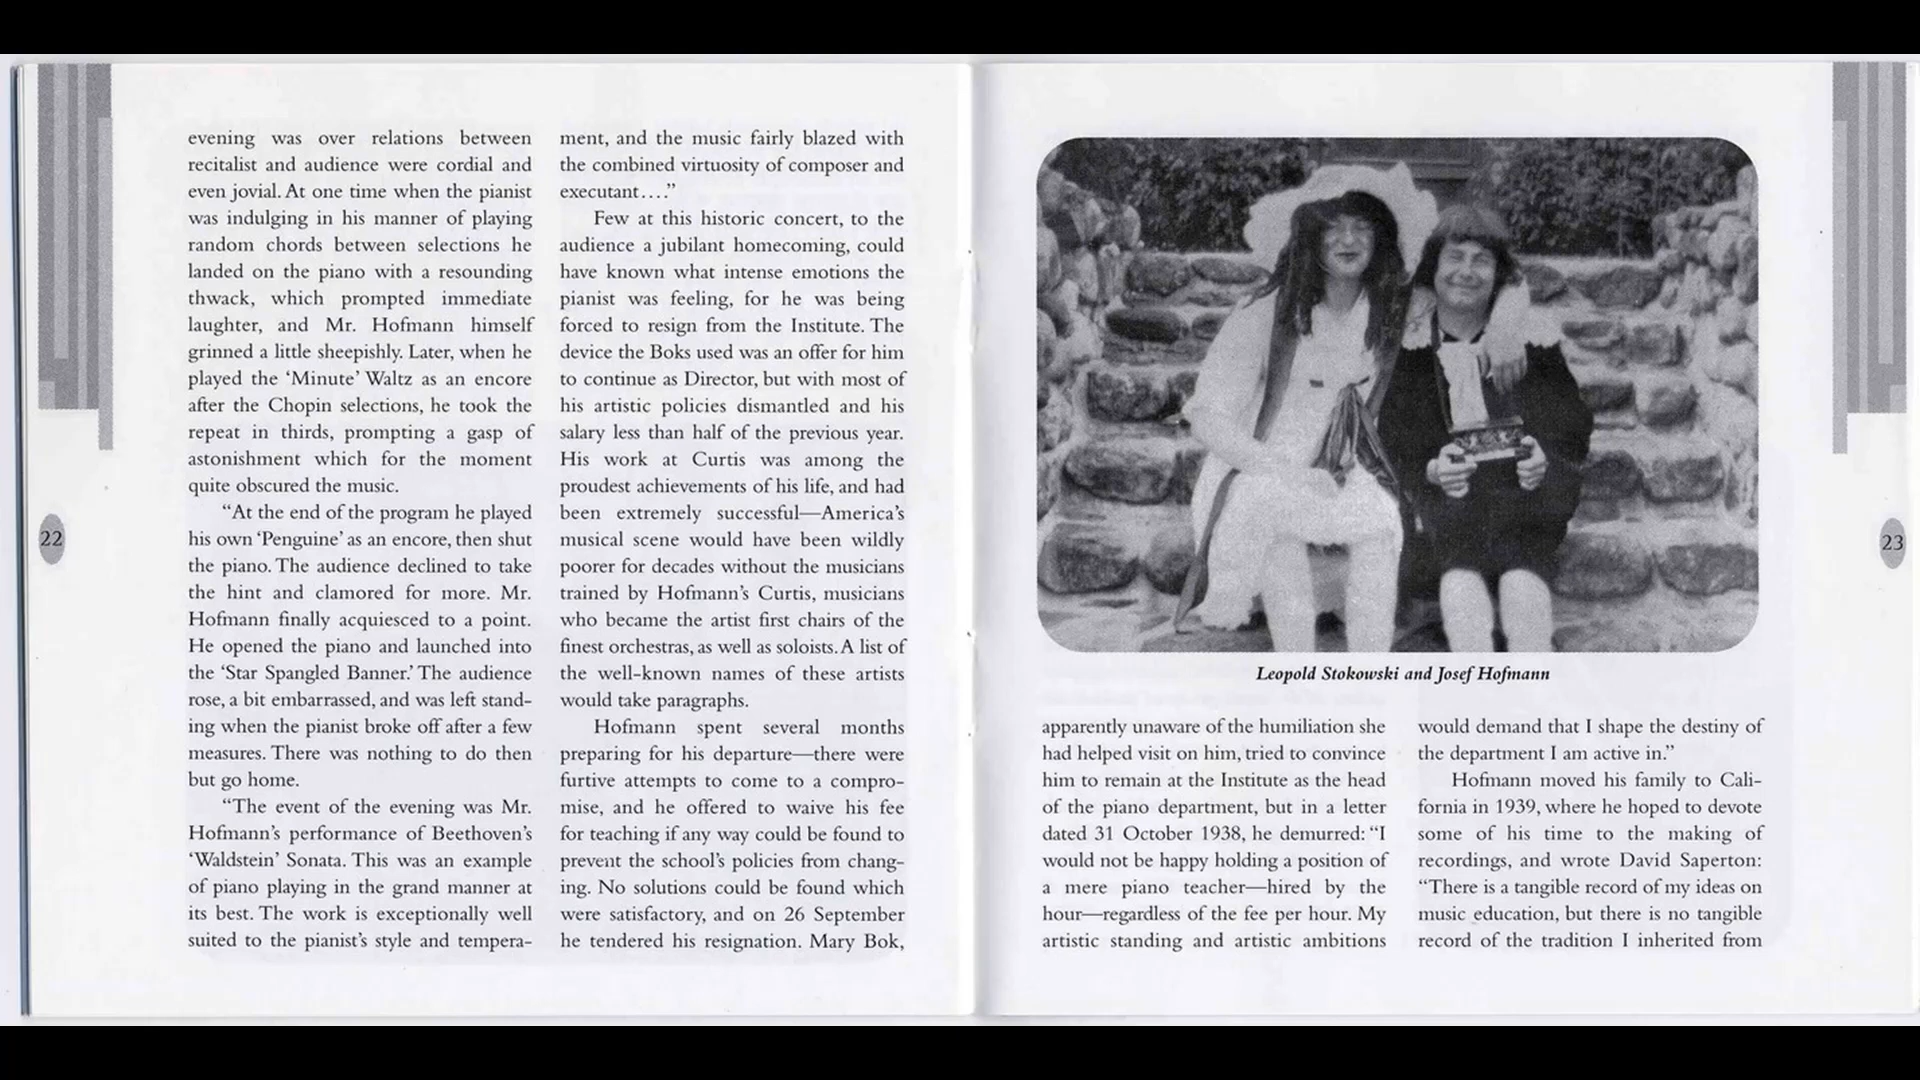 evening was over relations between
recitalist and audience were cordial and
even jovial. At one time when the pianist
was indulging in his manner of playing
random chords between selections he
landed on the piano with a resounding
thwack, which prompted immediate
laughter, and Mr. Hofmann himself
grinned a little sheepishly. Later, when he
played the ‘Minute’ Waltz as an encore
after the Chopin selections, he took the
repeat in thirds, prompting a gasp of
astonishment which for the moment
quite obscured the music.
“At the end of the program he played
his own ‘Penguine’ as an encore, then shut
the piano. The audience declined to take
the hint and clamored for more. Mr.
Hofmann finally acquiesced to a point.
He opened the piano and launched into
the ‘Star Spangled Banner.’ The audience
rose, a bit embarrassed, and was left stand-
ing when the pianist broke off after a few
measures. There was nothing to do then
but go home.
“The event of the evening was Mr.
Hofmann’s performance of Beethoven’s
‘Waldstein’ Sonata. This was an example
of piano playing in the grand manner at
its best. The work is exceptionally well
suited to the pianist’s style and tempera-
ment, and the music fairly blazed with
the combined virtuosity of composer and
executant….”
Few at this historic concert, to the
audience a jubilant homecoming, could
have known what intense emotions the
pianist was feeling, for he was being
forced to resign from the Institute. The
device the Boks used was an offer for him
to continue as Director, but with most of
his artistic policies dismantled and his
salary less than half of the previous year.
His work at Curtis was among the
proudest achievements of his life, and had
been extremely successful—America’s
musical scene would have been wildly
poorer for decades without the musicians
trained by Hofmann’s Curtis, musicians
who became the artist first chairs of the
finest orchestras, as well as soloists. A list of
the well-known names of these artists
would take paragraphs.
Hofmann spent several months
preparing for his departure—there were
furtive attempts to come to a compro-
mise, and he offered to waive his fee
for teaching if any way could be found to
prevent the school’s policies from chang-
ing. No solutions could be found which
were satisfactory, and on 26 September
he tendered his resignation. Mary Bok,
22
Leopold Stokowski and Josef Hofmann
apparently unaware of the humiliation she
had helped visit on him, tried to convince
him to remain at the Institute as the head
of the piano department, but in a letter
dated 31 October 1938, he demurred: “I
would not be happy holding a position of
a mere piano teacher—hired by the
hour—regardless of the fee per hour. My
artistic standing and artistic ambitions
would demand that I shape the destiny of
the department I am active in.”
Hofmann moved his family to Cali-
fornia in 1939, where he hoped to devote
some of his time to the making of
recordings, and wrote David Saperton:
“There is a tangible record of my ideas on
music education, but there is no tangible
record of the tradition I inherited from
23